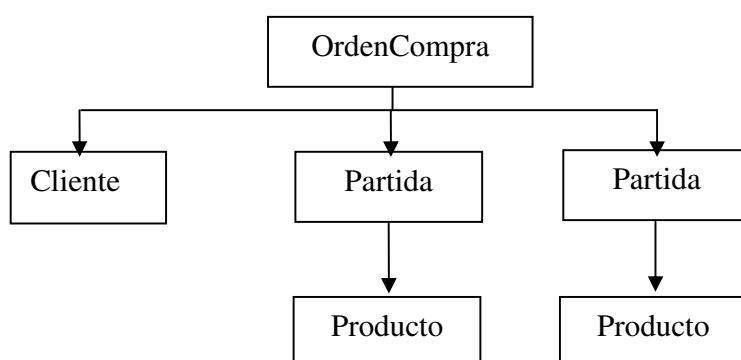 OrdenCompra
Cliente
Partida
Partida
Producto
Producto